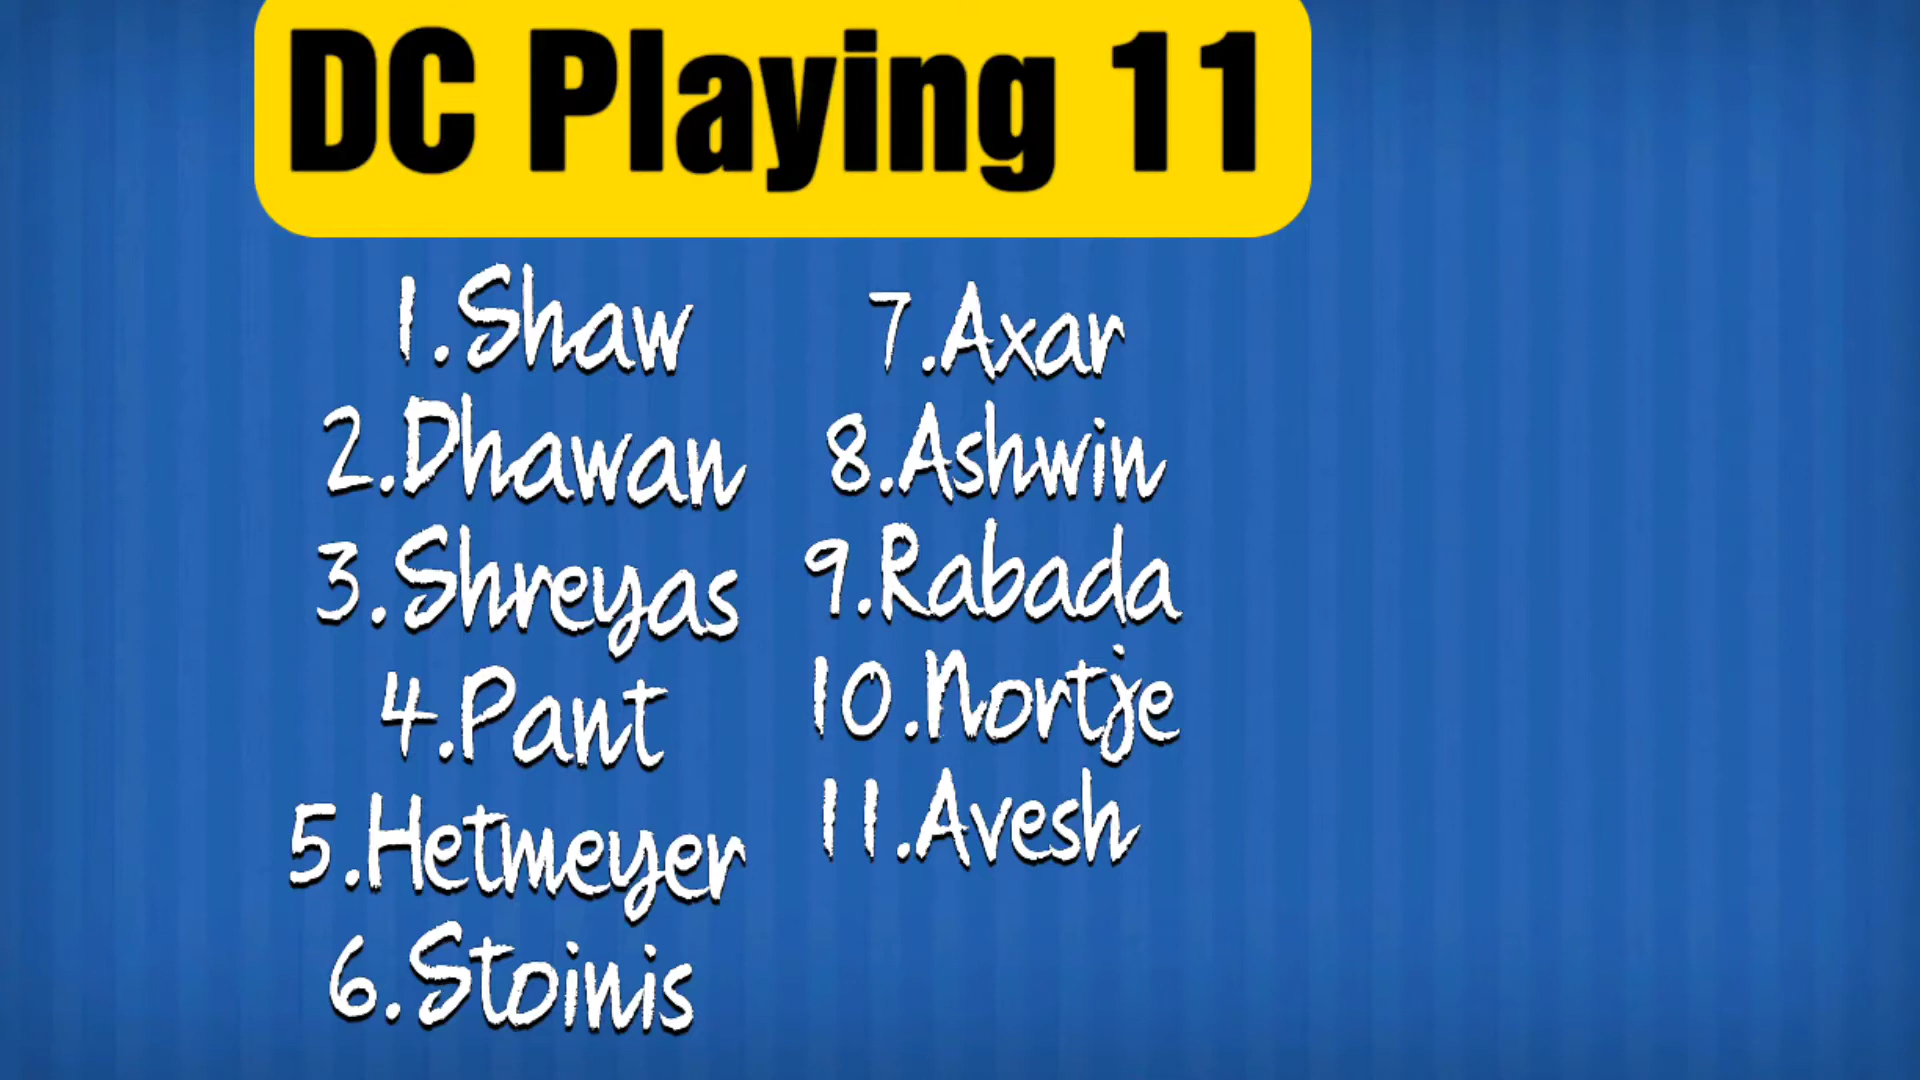 DC Playing 11
1.Shaw
2.Dhawan
3.Shreyas
4.Pant
5.Hetmeyer
6.Stoinis
7.Axar
8.Ashwin
9.Rabada
10.Nortje
11.Avesh